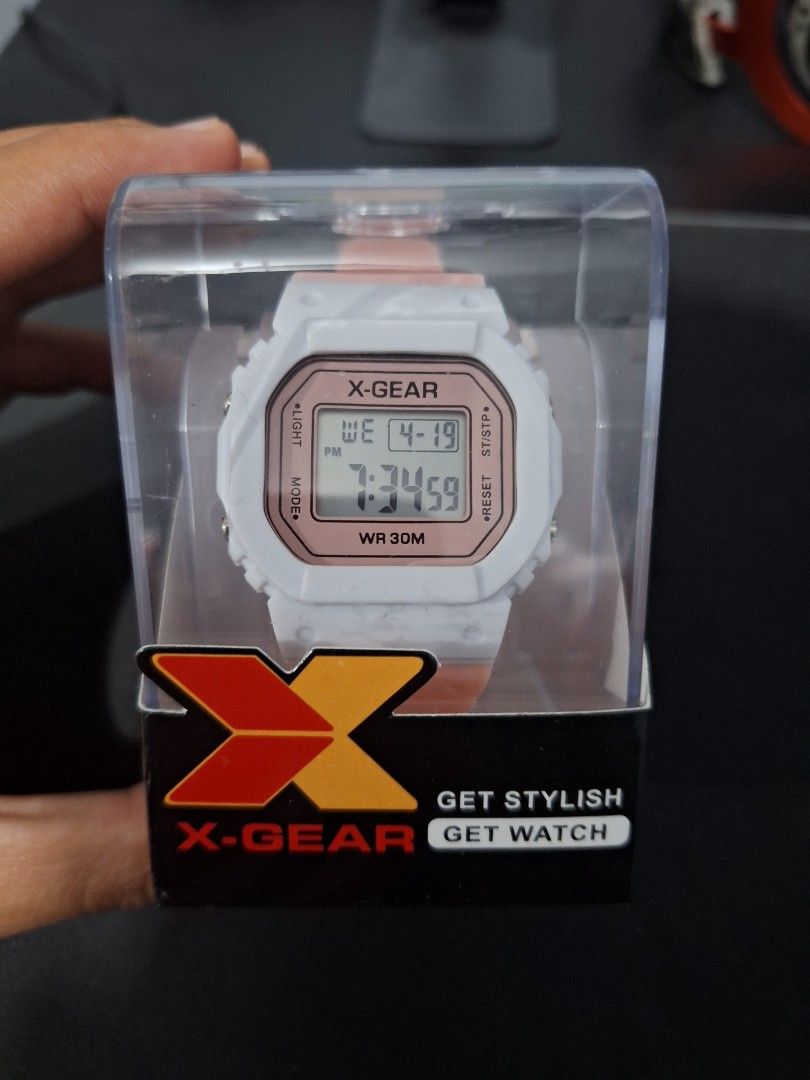 X-GEAR
LIGHT
ST/STP
WE 4-19
PM
7:34 59
MODE
RESET
WR 30M
X-GEAR
GET STYLISH
GET WATCH